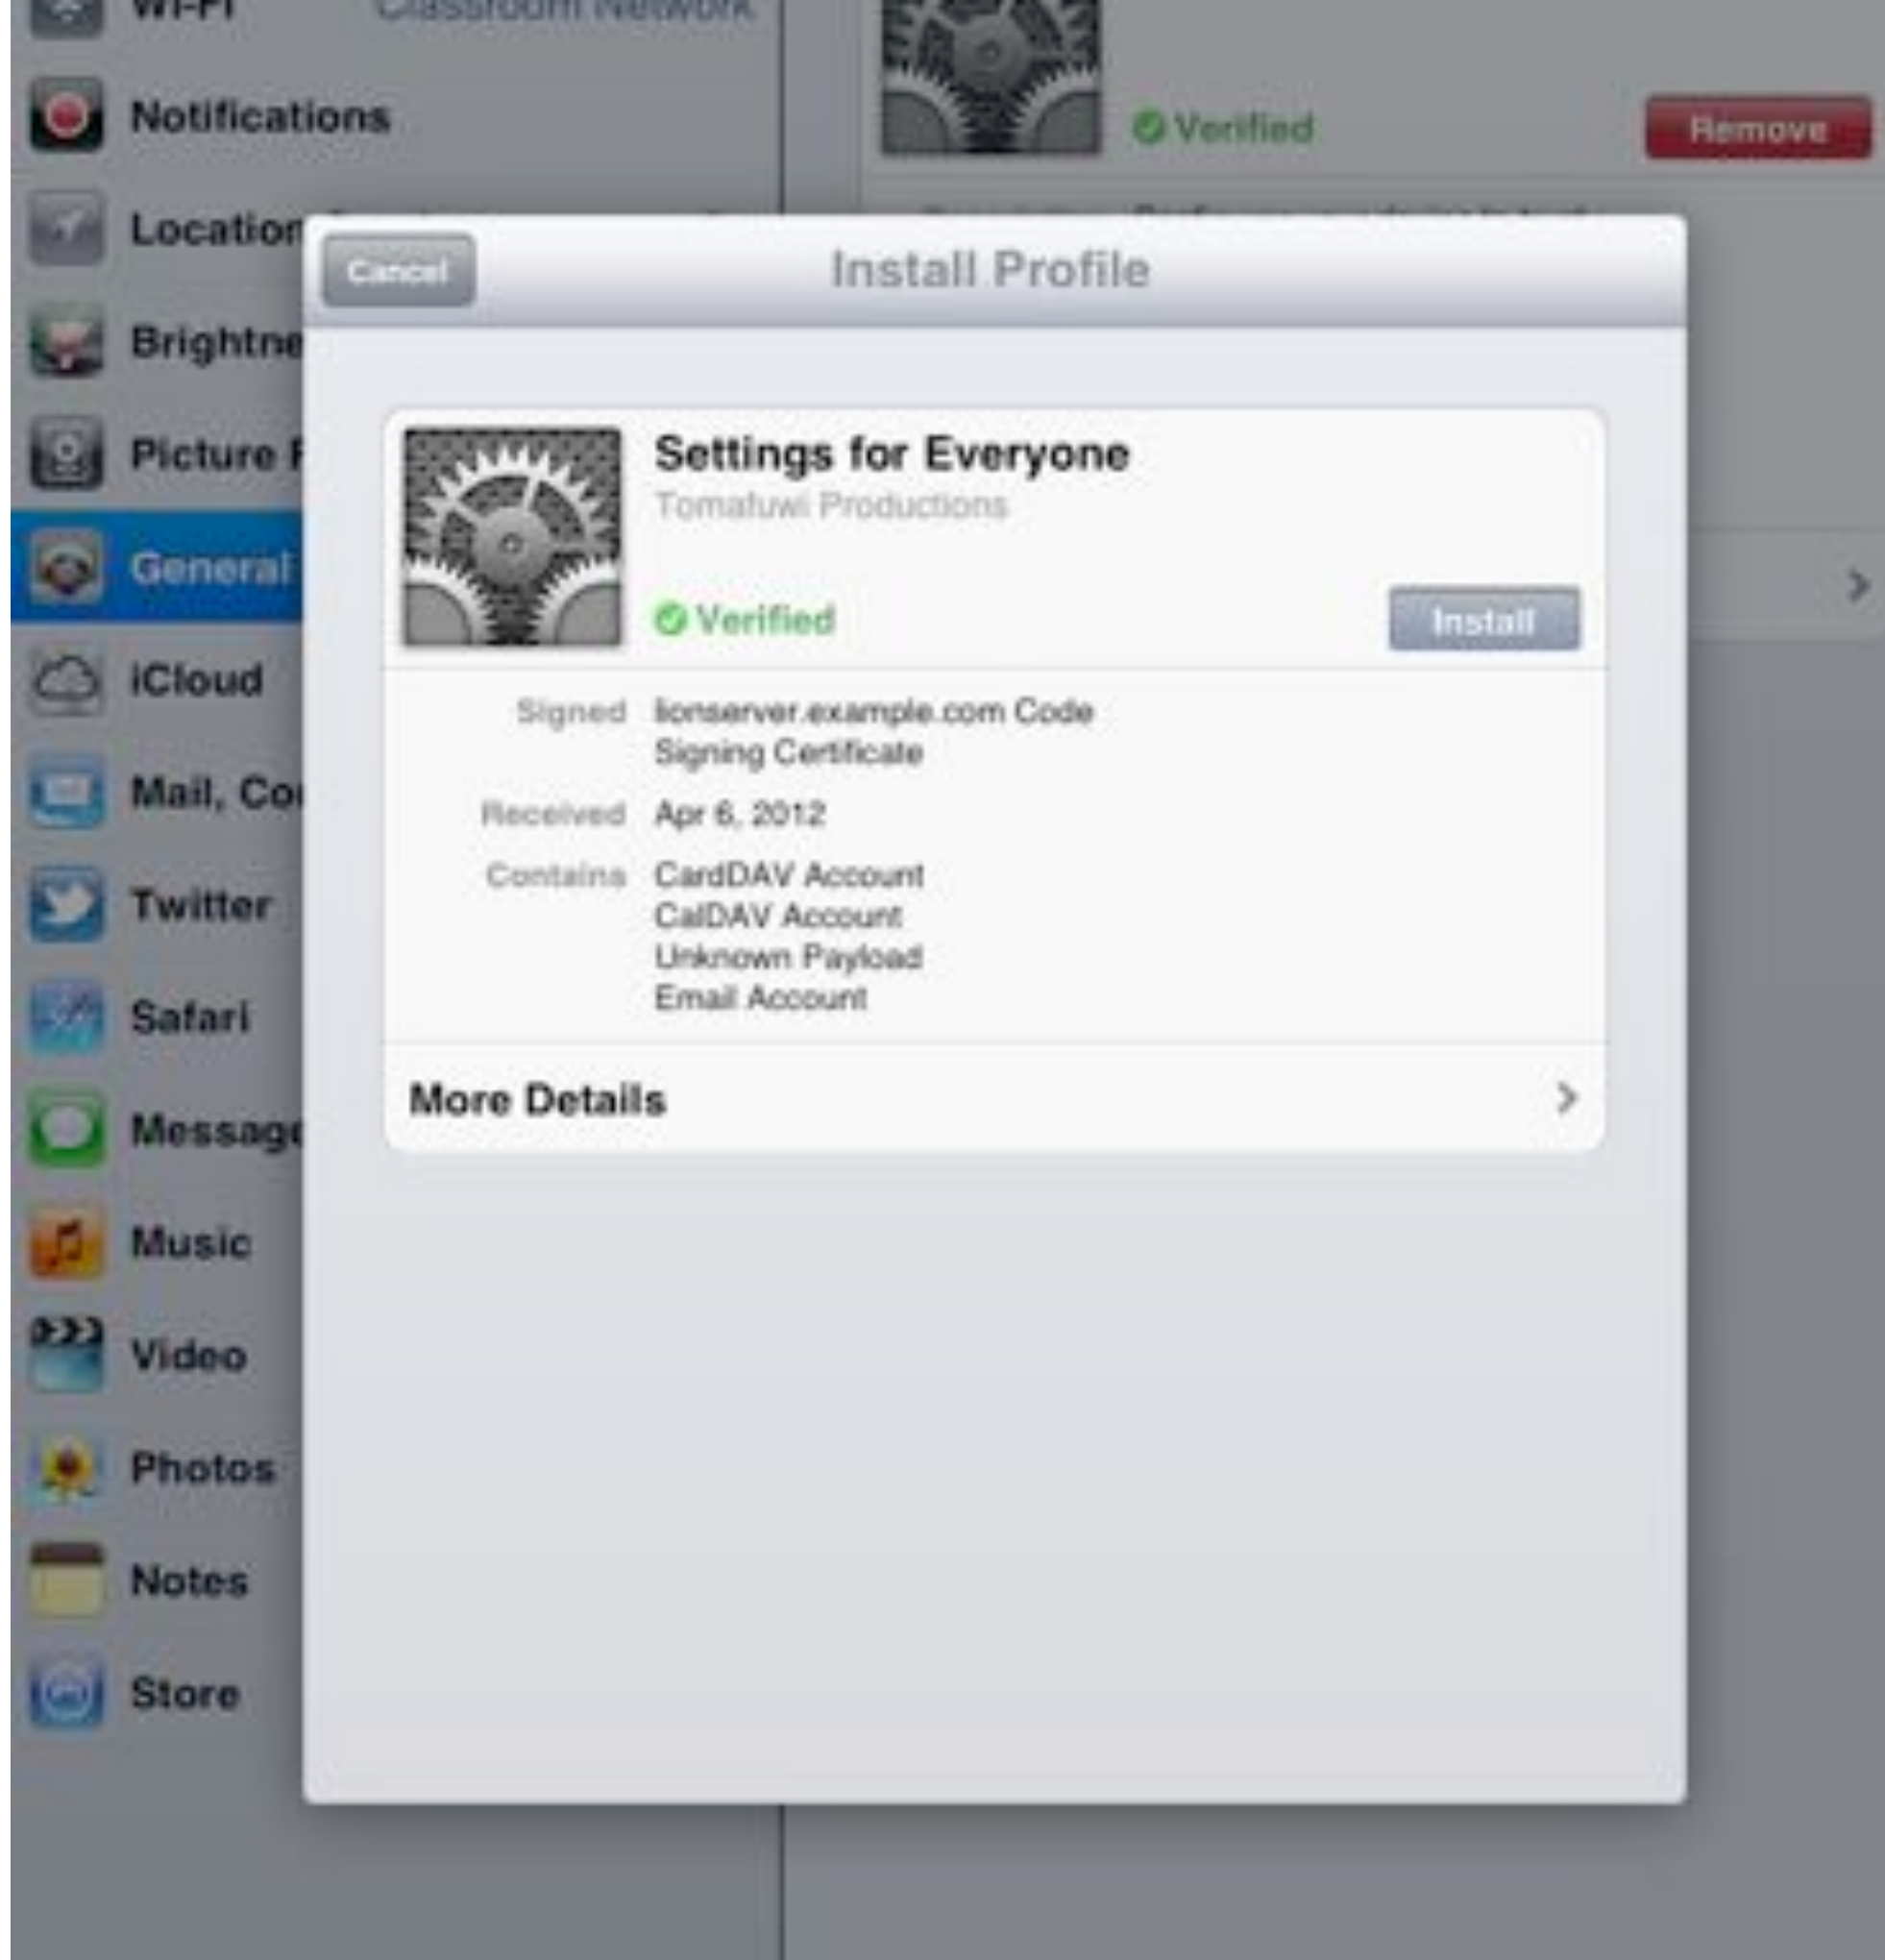 Wi-Fi
Classroom Network
Notifications
Verified
Remove
Location
Brightne
Picture F
General
iCloud
Mail, Co
Twitter
Safari
Message
Music
Video
Photos
Notes
Store
Cancel
Install Profile
Settings for Everyone
Tomafuwi Productions
Verified
Install
Signed
lionserver.example.com Code
Signing Certificate
Received
Apr 6, 2012
Contains
CardDAV Account
CalDAV Account
Unknown Payload
Email Account
More Details